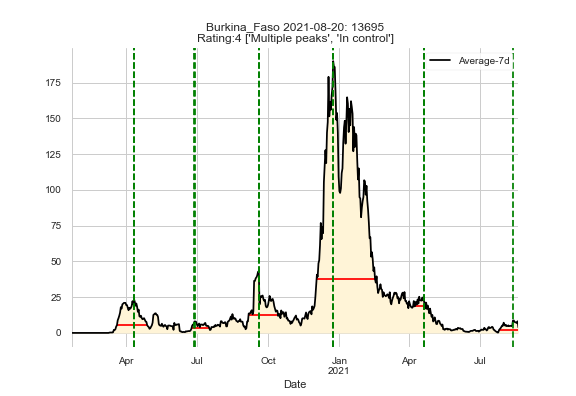 Burkina_Faso 2021-08-20: 13695
Rating:4 ['Multiple peaks', 'In control']
Average-7d
175
150
125
100
75
50
25
0
Apr Jul Oct Jan Apr Jul
2021
Date